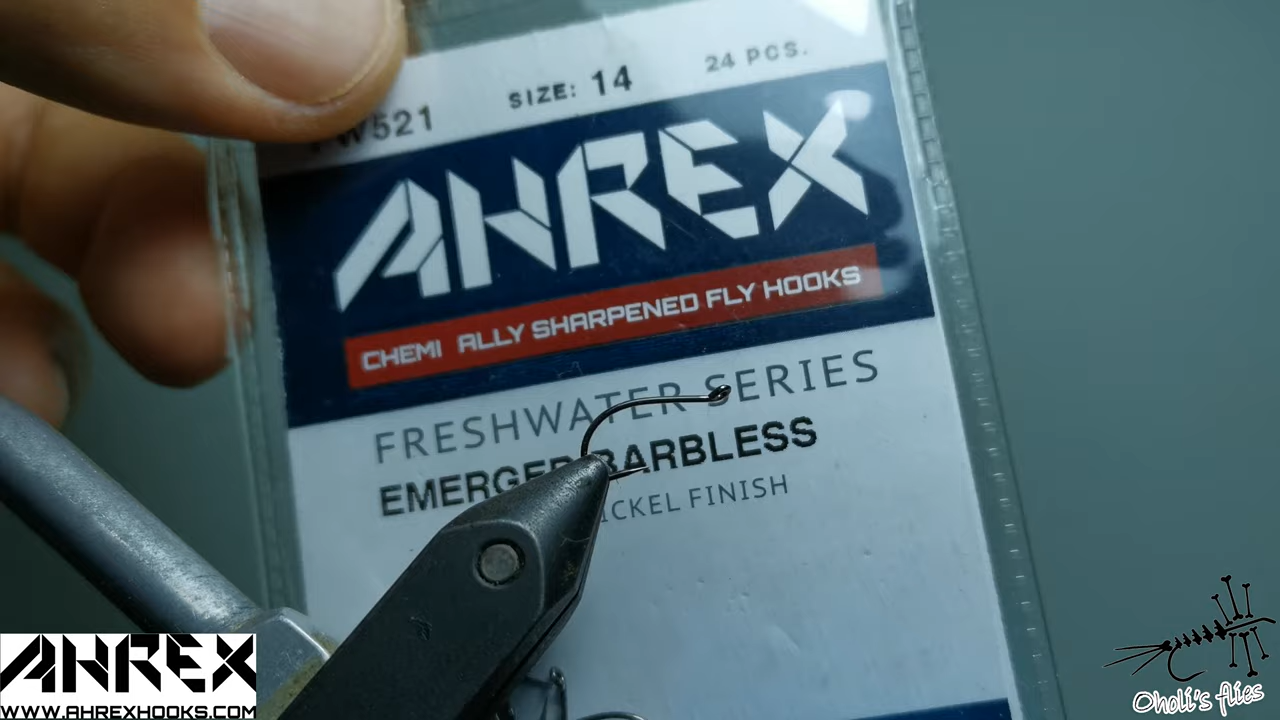 W521 SIZE: 14 24 PCS.
AHREX
CHEMI ALLY SHARPENED FLY HOOKS
FRESHWATER SERIES
EMERGER BARBLESS
ICKEL FINISH
AHREX
WWW.AHREXHOOKS.COM
Oholi's flies